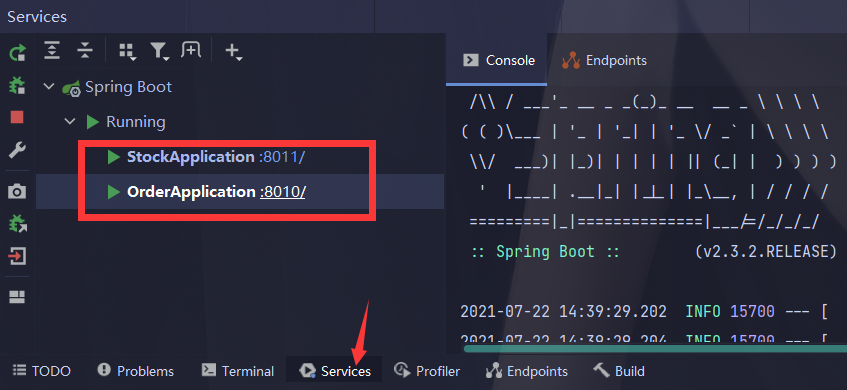 Services
Spring Boot
Running
StockApplication :8011/
OrderApplication :8010/
Console
Endpoints
 /\\ / ___'_ __ _ _(_)_ __  __ _ \ \ \ \
( ( )\___ | '_ | '_| | '_ \/ _` | \ \ \ \
 \\/  ___)| |_)| | | | | || (_| |  ) ) ) )
  '  |____| .__|_| |_|_| |_\__, | / / / /
 =========|_|==============|___/=/_/_/_/
 :: Spring Boot ::        (v2.3.2.RELEASE)
2021-07-22 14:39:29.202  INFO 15700 --- [
2021-07-22 14:39:29.204  INFO 15700 --- [
TODO
Problems
Terminal
Services
Profiler
Endpoints
Build